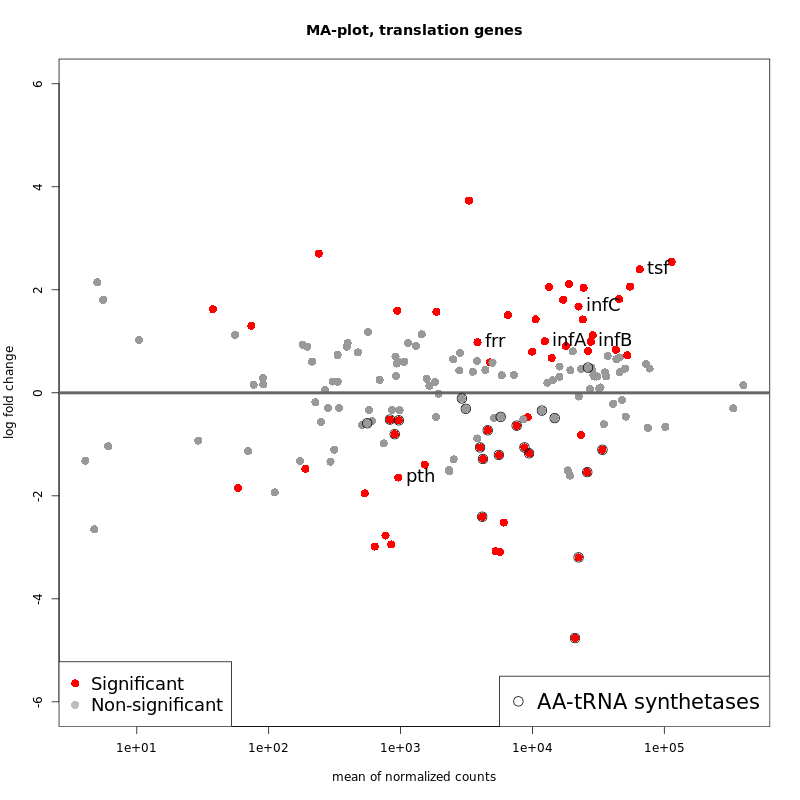 MA-plot, translation genes
log fold change
6
4
2
0
-2
-4
-6
tsf
infC
frr
infA
infB
pth
Significant
Non-significant
AA-tRNA synthetases
1e+01
1e+02
1e+03
1e+04
1e+05
mean of normalized counts